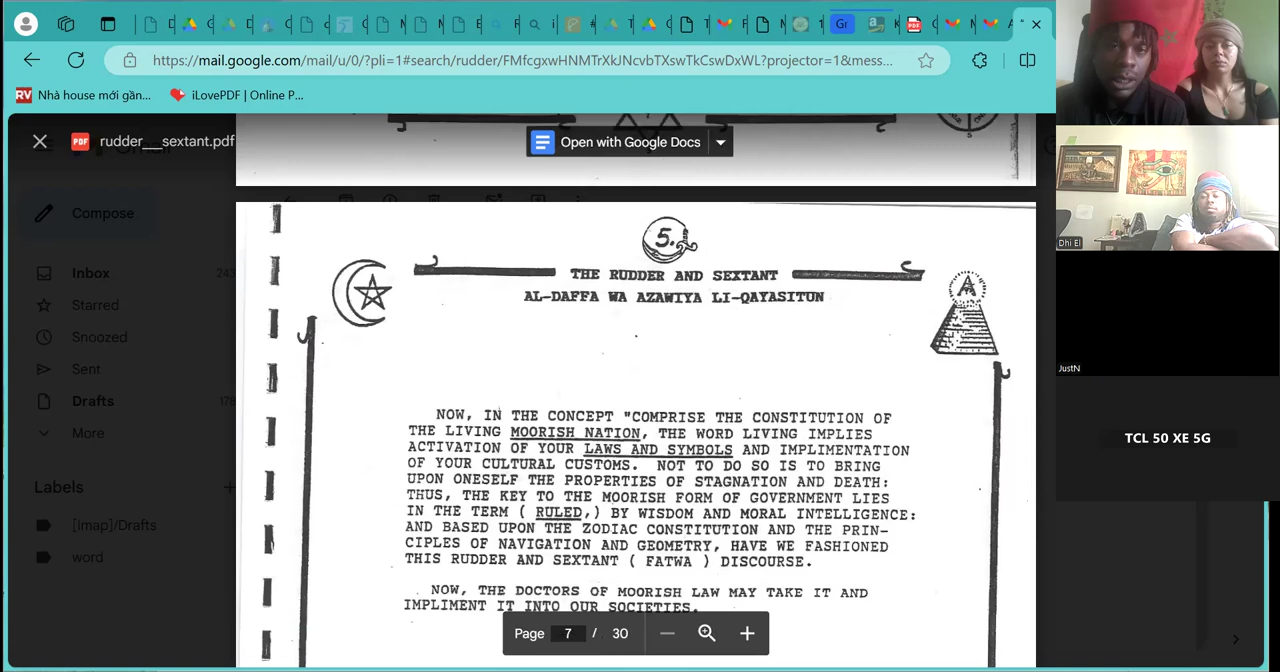 https://mail.google.com/mail/u/0/?pli=1#search/rudder/FMfcgxwHNMTrXkJNcvbTXswTkCswDxWL?projector=1&mess...
RV Nhà house mới gần... iLovePDF | Online P...
PDF rudder___sextant.pdf
Open with Google Docs
Compose
Inbox 243
Starred
Snoozed
Sent
Drafts 178
More
Labels +
[Imap]/Drafts
word
5.
THE RUDDER AND SEXTANT
AL-DAFFA WA AZAWIYA LI-QAYASITUN
NOW, IN THE CONCEPT "COMPRISE THE CONSTITUTION OF
THE LIVING MOORISH NATION, THE WORD LIVING IMPLIES
ACTIVATION OF YOUR LAWS AND SYMBOLS AND IMPLIMENTATION
OF YOUR CULTURAL CUSTOMS. NOT TO DO SO IS TO BRING
UPON ONESELF THE PROPERTIES OF STAGNATION AND DEATH:
THUS, THE KEY TO THE MOORISH FORM OF GOVERNMENT LIES
IN THE TERM ( RULED,) BY WISDOM AND MORAL INTELLIGENCE:
AND BASED UPON THE ZODIAC CONSTITUTION AND THE PRIN-
CIPLES OF NAVIGATION AND GEOMETRY, HAVE WE FASHIONED
THIS RUDDER AND SEXTANT ( FATWA ) DISCOURSE.
NOW, THE DOCTORS OF MOORISH LAW MAY TAKE IT AND
IMPLIMENT IT INTO OUR SOCIETIES.
Page 7 / 30
Dhi El
JustN
TCL 50 XE 5G